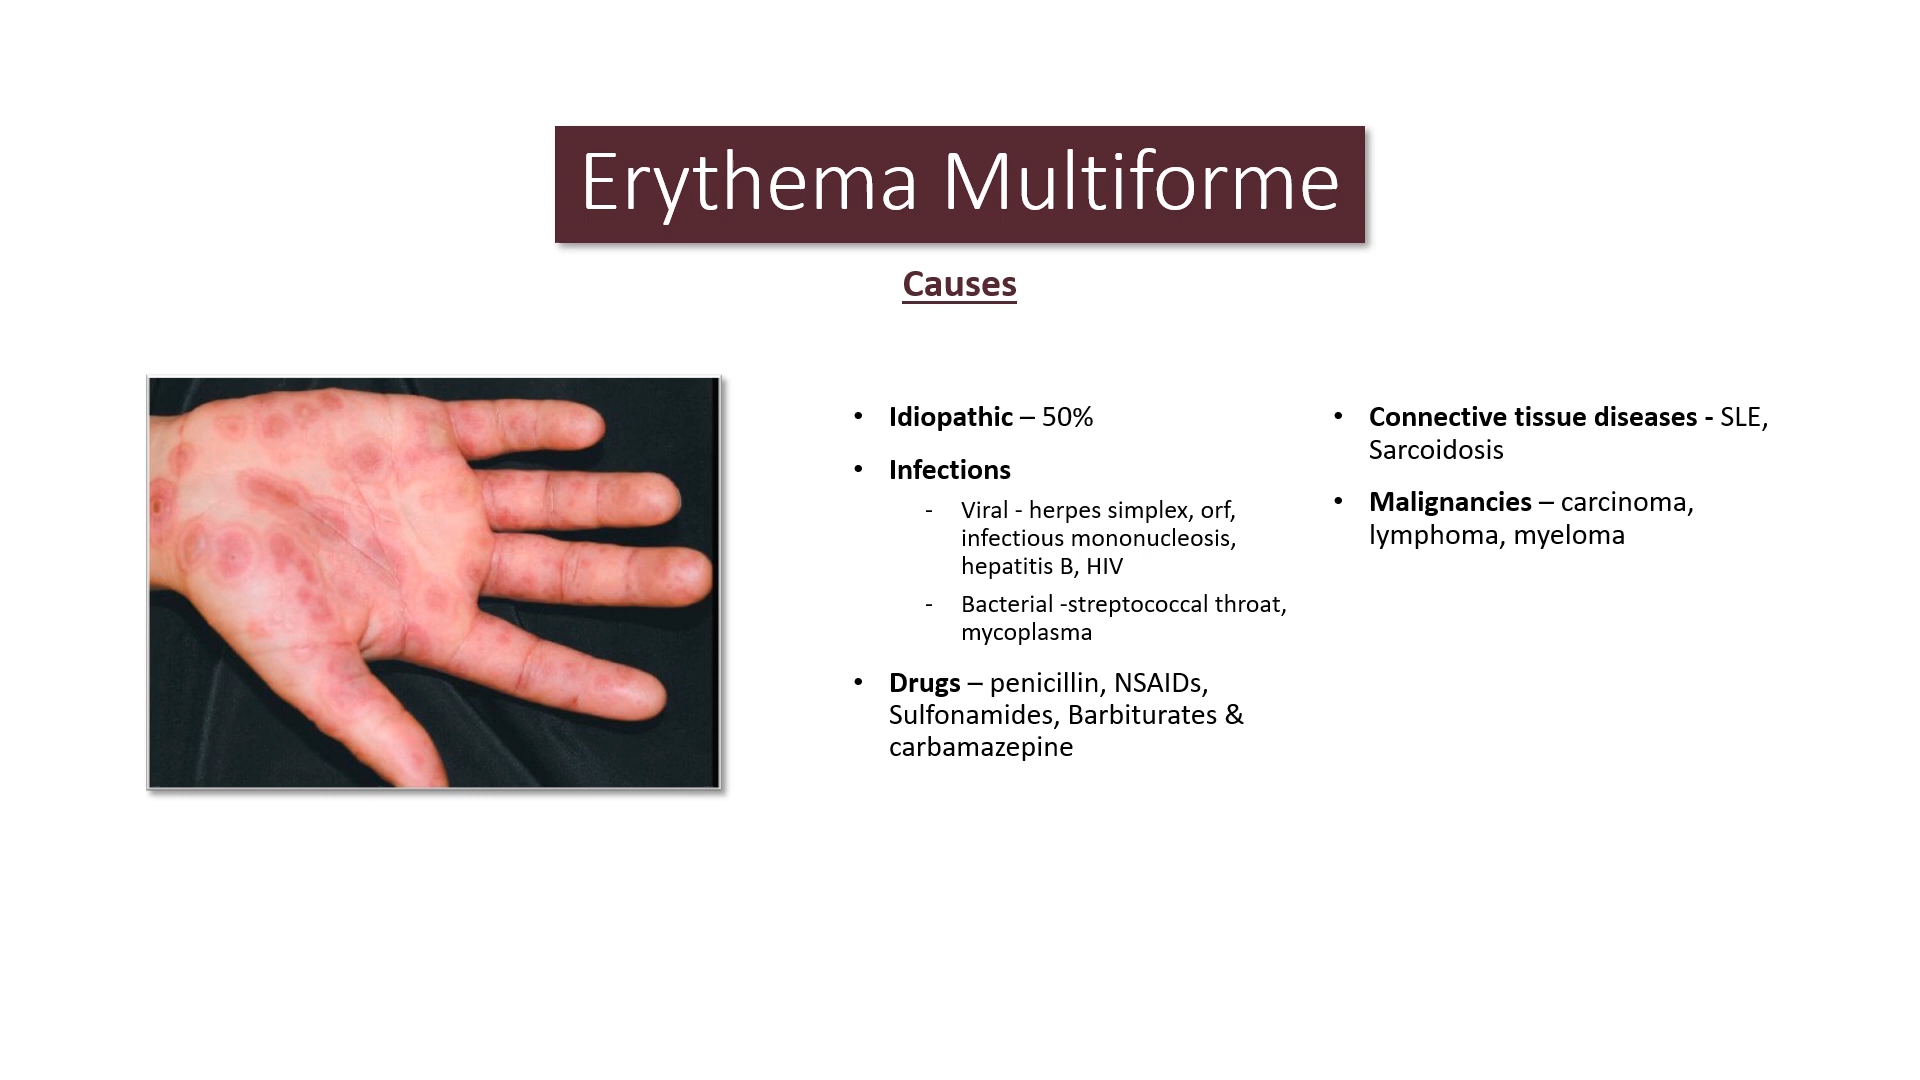 Erythema Multiforme
Causes
• Idiopathic – 50%
• Infections
- Viral - herpes simplex, orf,
infectious mononucleosis,
hepatitis B, HIV
- Bacterial -streptococcal throat,
mycoplasma
• Drugs – penicillin, NSAIDs,
Sulfonamides, Barbiturates &
carbamazepine
• Connective tissue diseases - SLE,
Sarcoidosis
• Malignancies – carcinoma,
lymphoma, myeloma